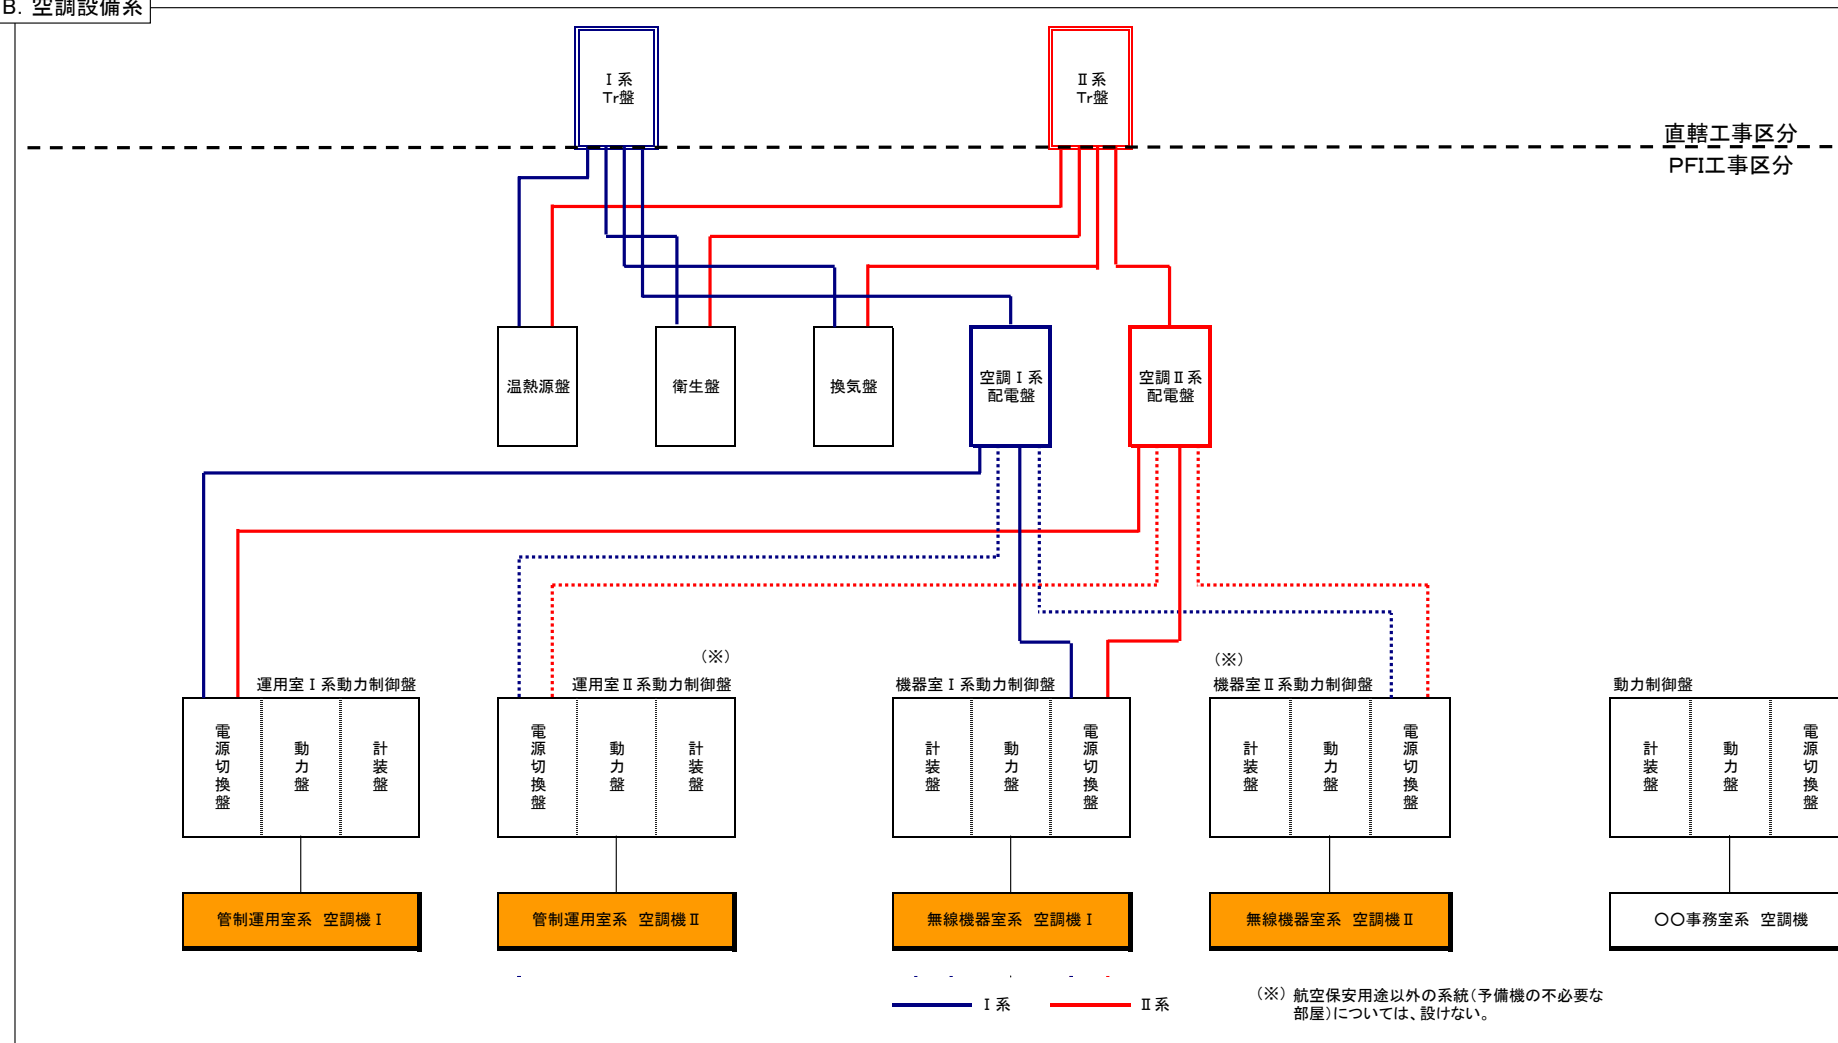 B. 空調設備系
Ⅰ系
Tr盤
Ⅱ系
Tr盤
直轄工事区分
PFI工事区分
温熱源盤
衛生盤
換気盤
空調Ⅰ系
配電盤
空調Ⅱ系
配電盤
(※)
(※)
運用室Ⅰ系動力制御盤
運用室Ⅱ系動力制御盤
機器室Ⅰ系動力制御盤
機器室Ⅱ系動力制御盤
動力制御盤
電源切換盤
動力盤
計装盤
電源切換盤
動力盤
計装盤
計装盤
動力盤
電源切換盤
計装盤
動力盤
電源切換盤
計装盤
動力盤
電源切換盤
管制運用室系 空調機Ⅰ
管制運用室系 空調機Ⅱ
無線機器室系 空調機Ⅰ
無線機器室系 空調機Ⅱ
〇〇事務室系 空調機
Ⅰ系
Ⅱ系
(※) 航空保安用途以外の系統(予備機の不必要な
部屋)については、設けない。